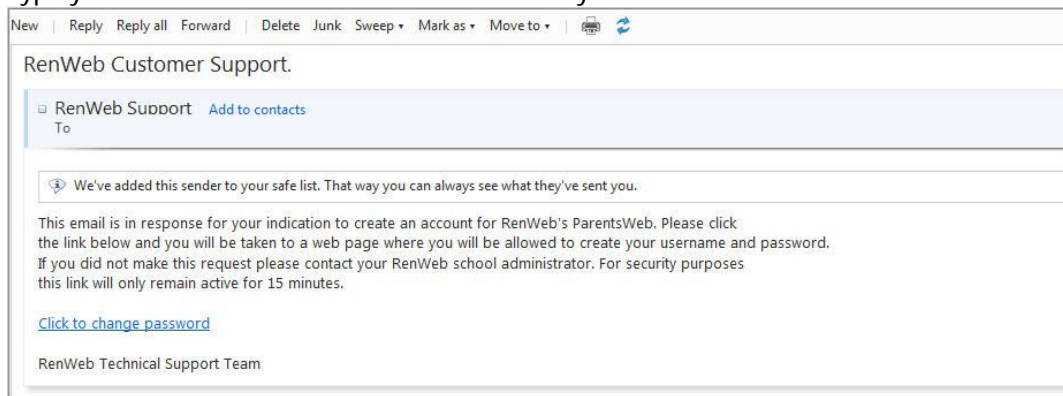 New | Reply Reply all Forward | Delete Junk Sweep Mark as Move to
RenWeb Customer Support.
RenWeb Support Add to contacts
To
We've added this sender to your safe list. That way you can always see what they've sent you.
This email is in response for your indication to create an account for RenWeb's ParentsWeb. Please click
the link below and you will be taken to a web page where you will be allowed to create your username and password.
If you did not make this request please contact your RenWeb school administrator. For security purposes
this link will only remain active for 15 minutes.
Click to change password
RenWeb Technical Support Team